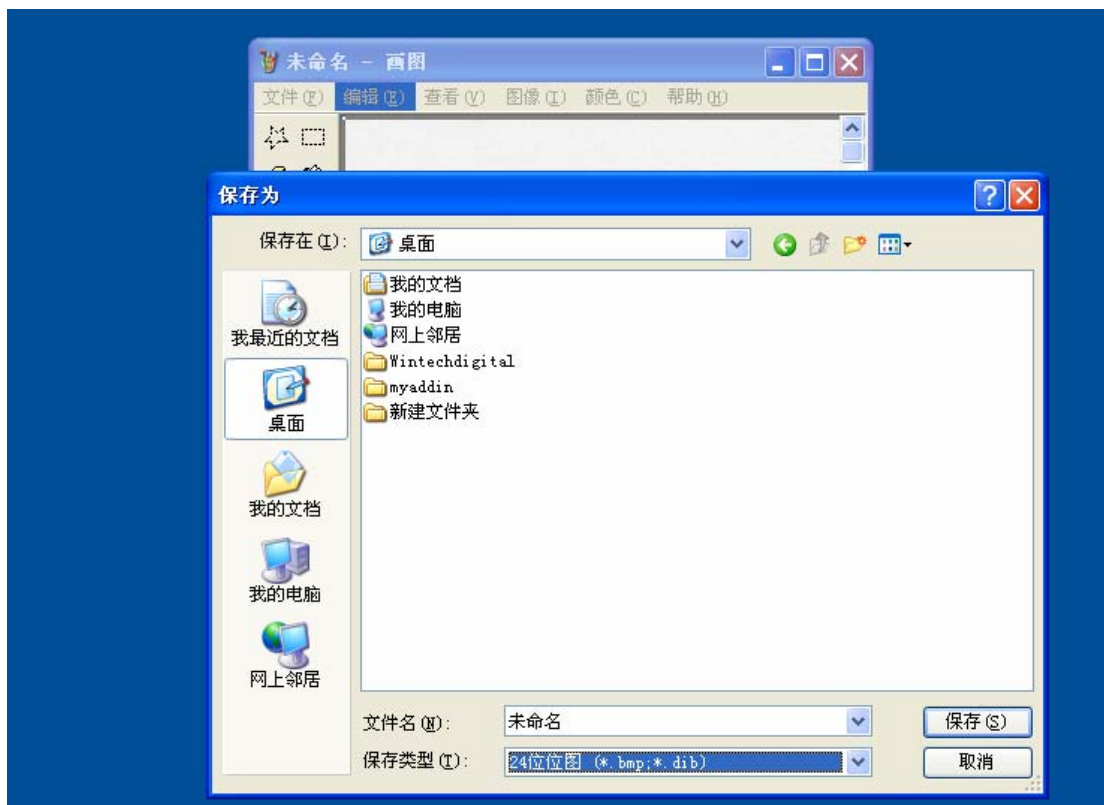 未命名 - 画图
文件(F) 编辑(E) 查看(V) 图像(I) 颜色(C) 帮助(H)
保存为
保存在(I): 桌面
我最近的文档
桌面
我的文档
我的电脑
网上邻居
我的文档
我的电脑
网上邻居
Wintechdigital
myaddin
新建文件夹
文件名(N): 未命名 保存(S)
保存类型(T): 24位位图 (*.bmp;*.dib) 取消